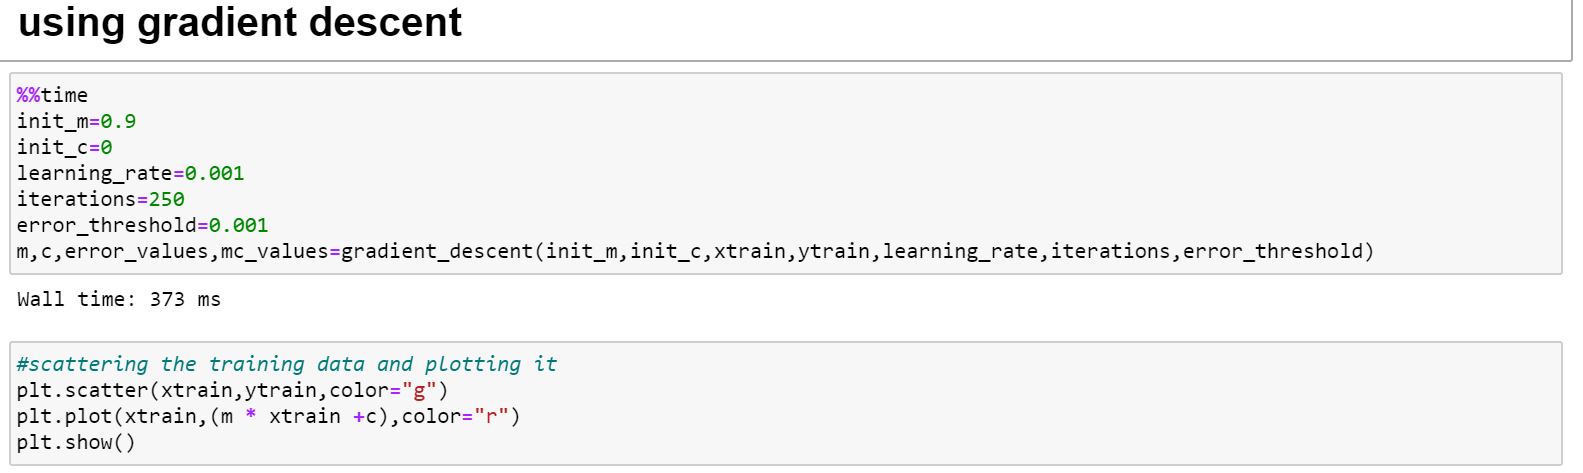 using gradient descent
%%time
init_m=0.9
init_c=0
learning_rate=0.001
iterations=250
error_threshold=0.001
m,c,error_values,mc_values=gradient_descent(init_m,init_c,xtrain,ytrain,learning_rate,iterations,error_threshold)
Wall time: 373 ms
#scattering the training data and plotting it
plt.scatter(xtrain,ytrain,color="g")
plt.plot(xtrain,(m * xtrain +c),color="r")
plt.show()